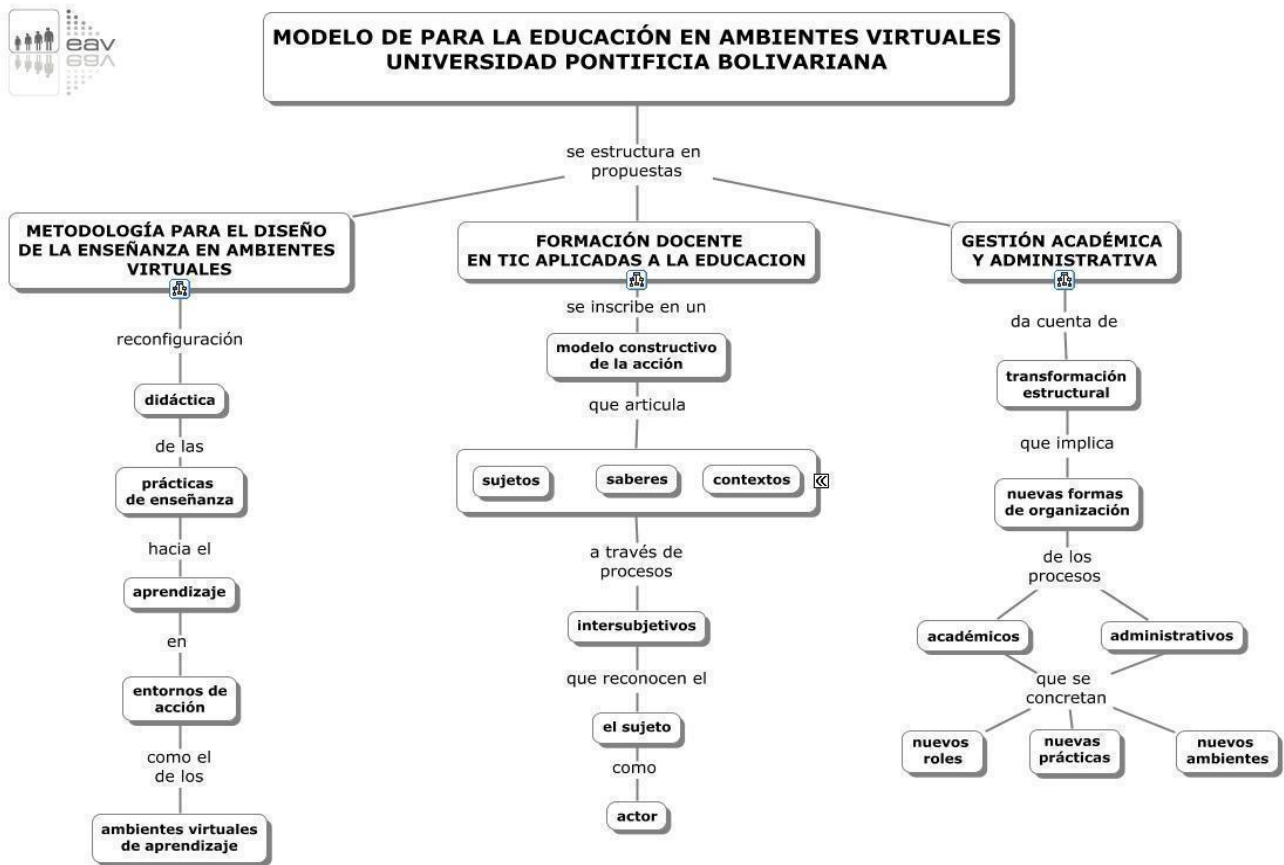 eav
MODELO DE PARA LA EDUCACIÓN EN AMBIENTES VIRTUALES
UNIVERSIDAD PONTIFICIA BOLIVARIANA
se estructura en
propuestas
METODOLOGÍA PARA EL DISEÑO
DE LA ENSEÑANZA EN AMBIENTES
VIRTUALES
reconfiguración
didáctica
de las
prácticas
de enseñanza
hacia el
aprendizaje
en
entornos de
acción
como el
de los
ambientes virtuales
de aprendizaje
FORMACIÓN DOCENTE
EN TIC APLICADAS A LA EDUCACION
se inscribe en un
modelo constructivo
de la acción
que articula
sujetos
saberes
contextos
a través de
procesos
intersubjetivos
que reconocen el
el sujeto
como
actor
GESTIÓN ACADÉMICA
Y ADMINISTRATIVA
da cuenta de
transformación
estructural
que implica
nuevas formas
de organización
de los
procesos
académicos
administrativos
que se
concretan
nuevos
roles
nuevas
prácticas
nuevos
ambientes